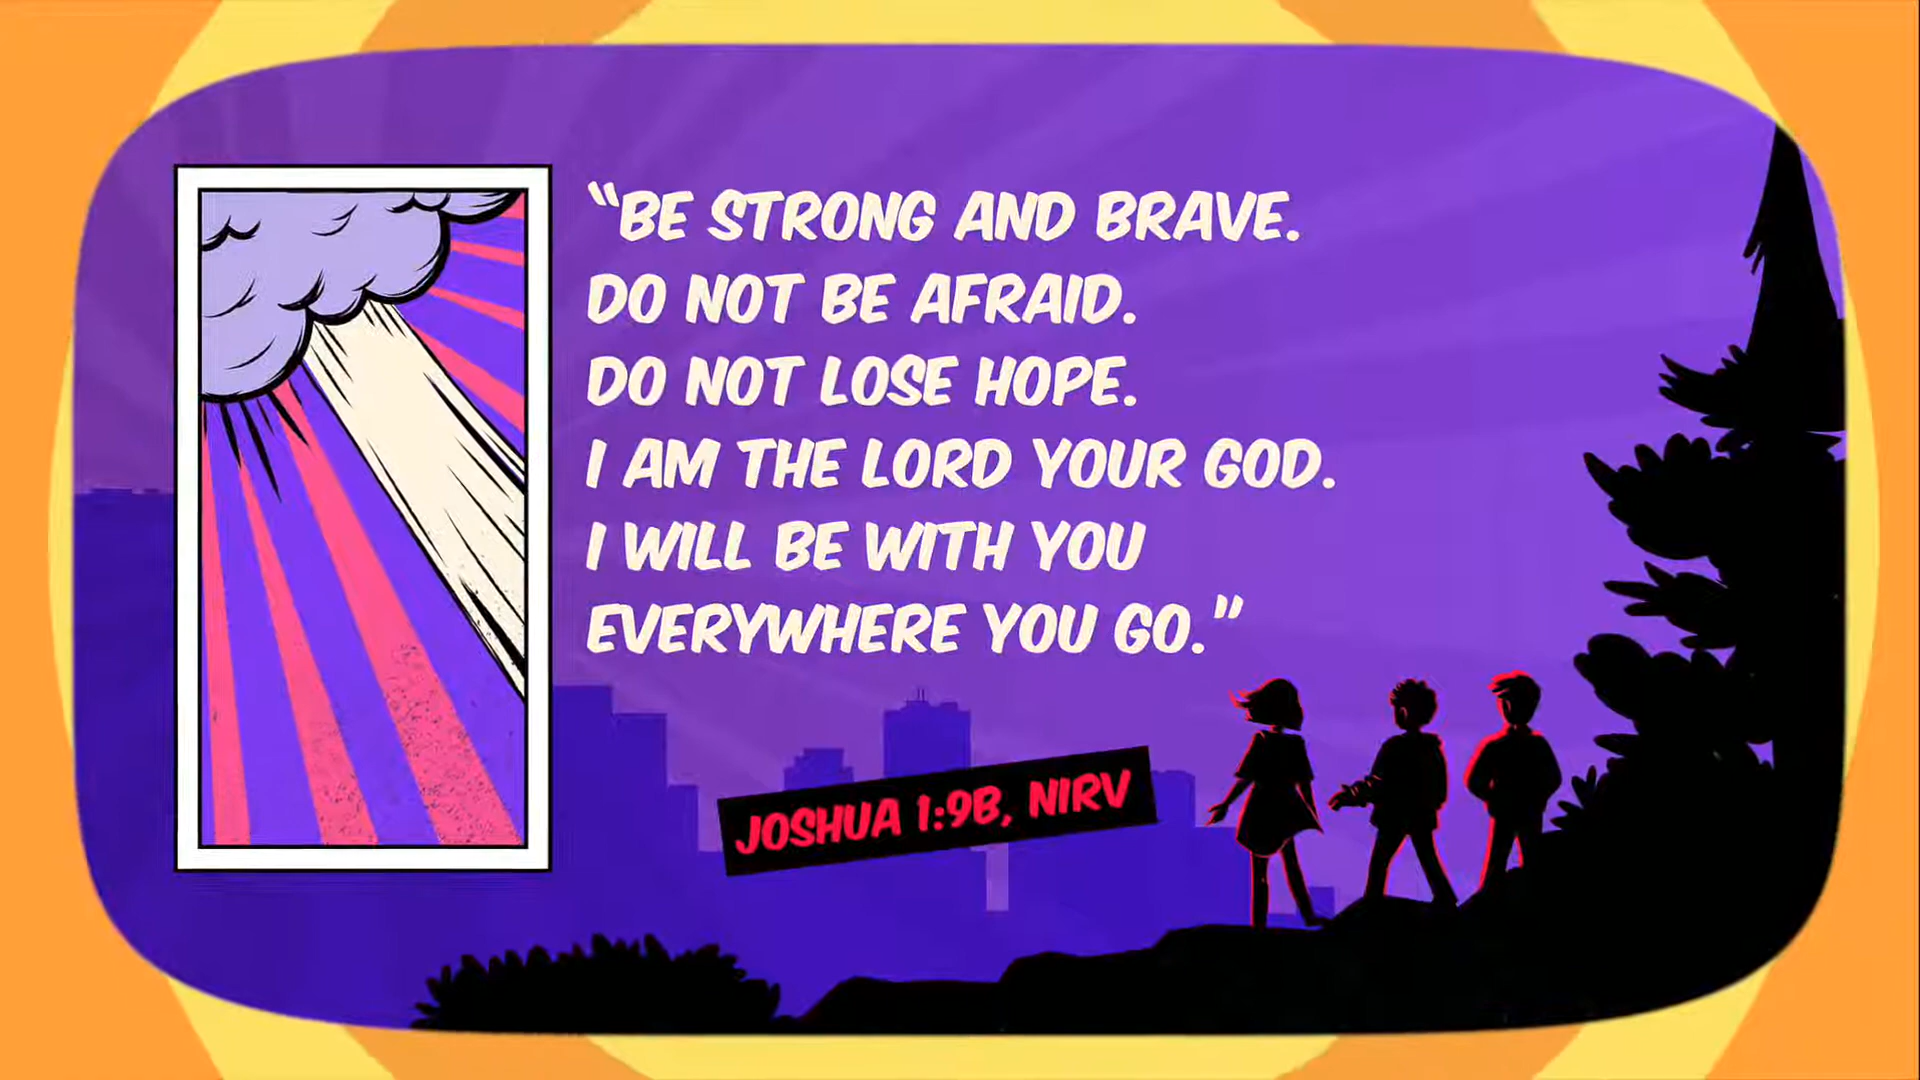 “BE STRONG AND BRAVE.
DO NOT BE AFRAID.
DO NOT LOSE HOPE.
I AM THE LORD YOUR GOD.
I WILL BE WITH YOU
EVERYWHERE YOU GO.”
JOSHUA 1:9B, NIRV